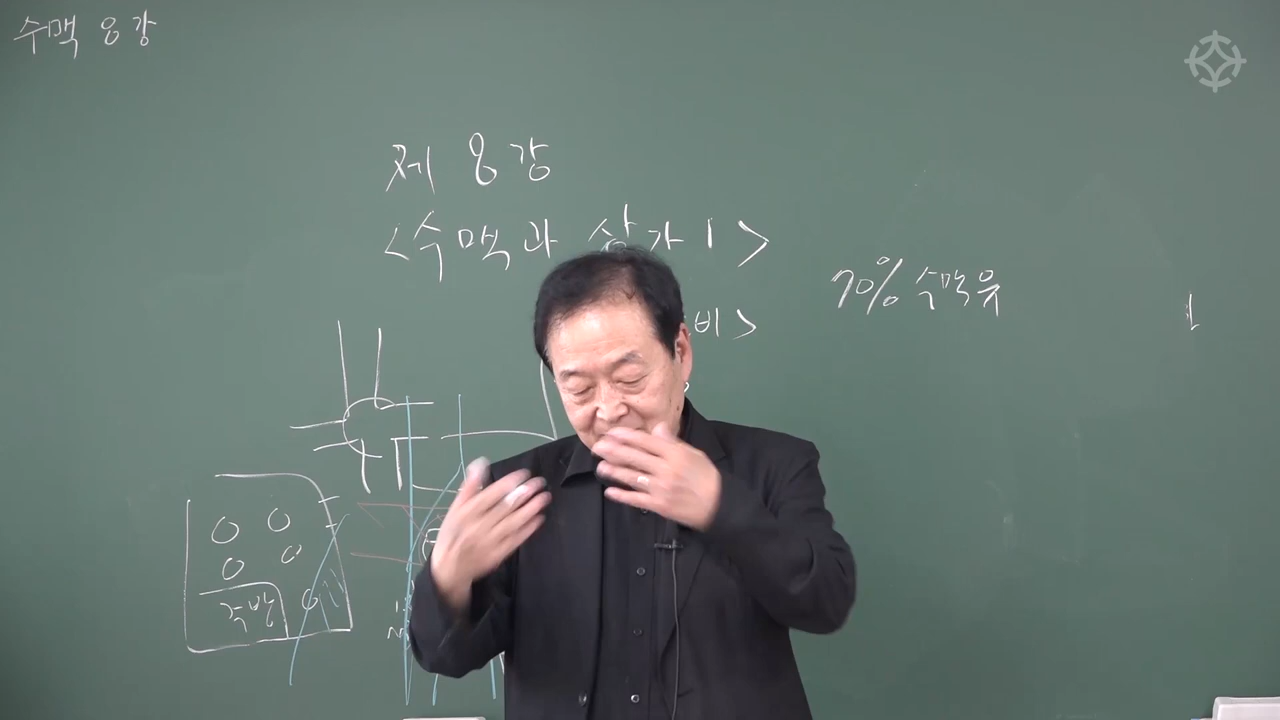 수맥 8강
제 8강
<수맥과 상가 1>
비>
70% 수맥유
주방